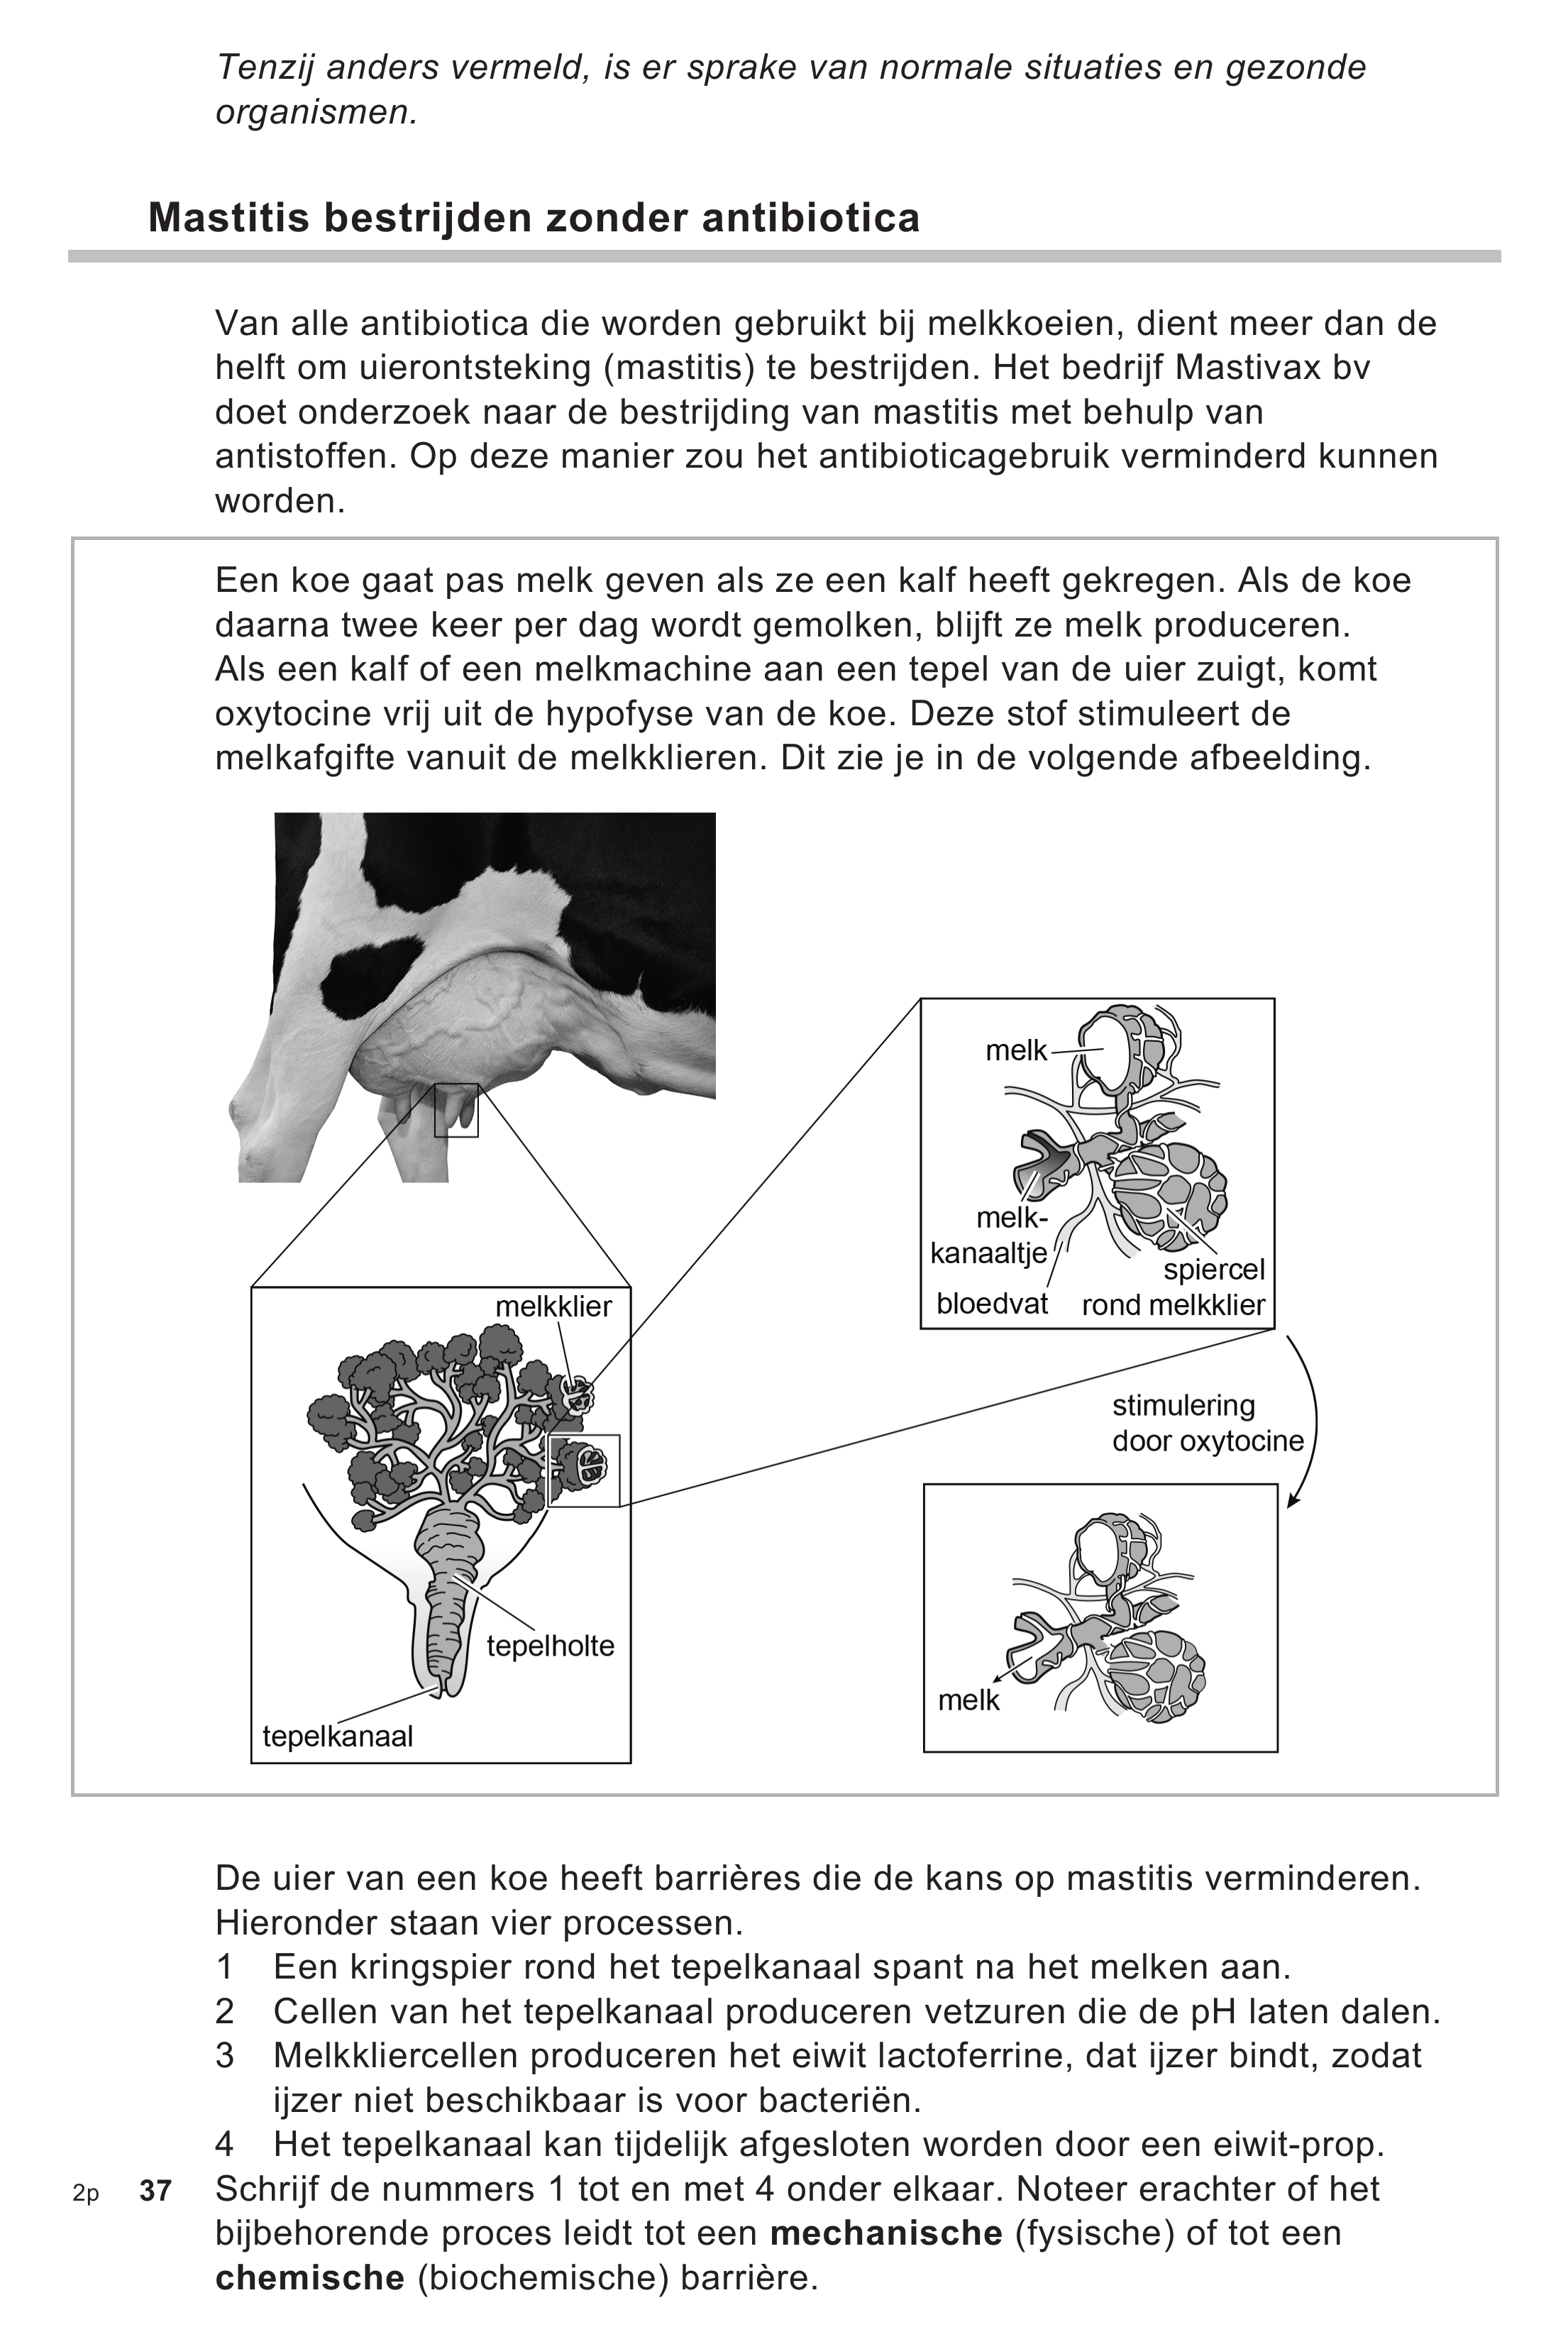 Tenzij anders vermeld, is er sprake van normale situaties en gezonde
organismen.
Mastitis bestrijden zonder antibiotica
Van alle antibiotica die worden gebruikt bij melkkoeien, dient meer dan de
helft om uierontsteking (mastitis) te bestrijden. Het bedrijf Mastivax bv
doet onderzoek naar de bestrijding van mastitis met behulp van
antistoffen. Op deze manier zou het antibioticagebruik verminderd kunnen
worden.
Een koe gaat pas melk geven als ze een kalf heeft gekregen. Als de koe
daarna twee keer per dag wordt gemolken, blijft ze melk produceren.
Als een kalf of een melkmachine aan een tepel van de uier zuigt, komt
oxytocine vrij uit de hypofyse van de koe. Deze stof stimuleert de
melkafgifte vanuit de melkklieren. Dit zie je in de volgende afbeelding.
melk
melk-
kanaaltje
bloedvat
spiercel
rond melkklier
melkklier
tepelholte
tepelkanaal
stimulering
door oxytocine
melk
De uier van een koe heeft barrières die de kans op mastitis verminderen.
Hieronder staan vier processen.
1 Een kringspier rond het tepelkanaal spant na het melken aan.
2 Cellen van het tepelkanaal produceren vetzuren die de pH laten dalen.
3 Melkkliercellen produceren het eiwit lactoferrine, dat ijzer bindt, zodat
ijzer niet beschikbaar is voor bacteriën.
4 Het tepelkanaal kan tijdelijk afgesloten worden door een eiwit-prop.
2p 37 Schrijf de nummers 1 tot en met 4 onder elkaar. Noteer erachter of het
bijbehorende proces leidt tot een mechanische (fysische) of tot een
chemische (biochemische) barrière.